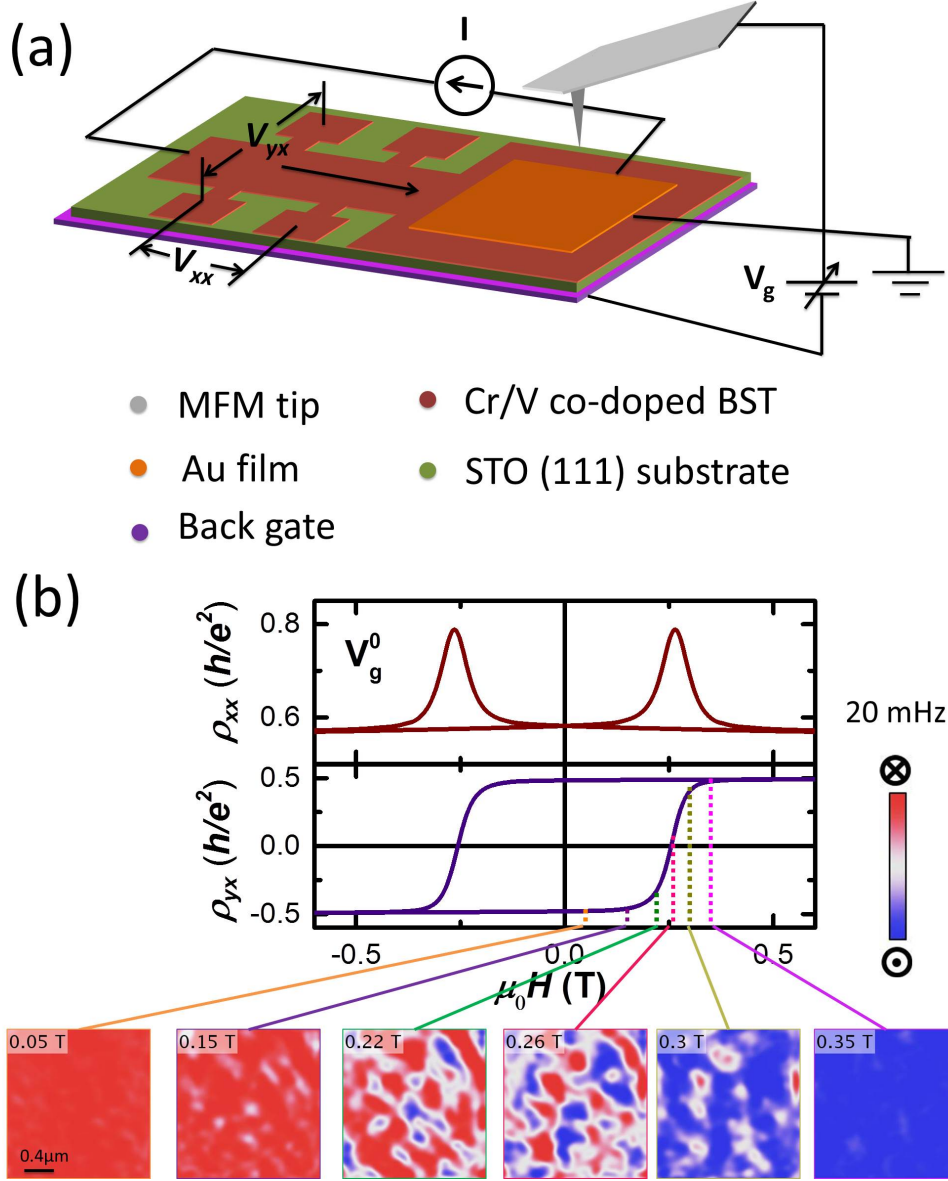 (a)
I
V_yx
V_xx
V_g
MFM tip
Cr/V co-doped BST
Au film
STO (111) substrate
Back gate
(b)
ρ_xx (h/e²)
0.8
0.6
V_g^0
20 mHz
ρ_yx (h/e²)
0.5
0.0
-0.5
-0.5 0.0 0.5
μ₀H (T)
0.05 T 0.15 T 0.22 T 0.26 T 0.3 T 0.35 T
0.4μm